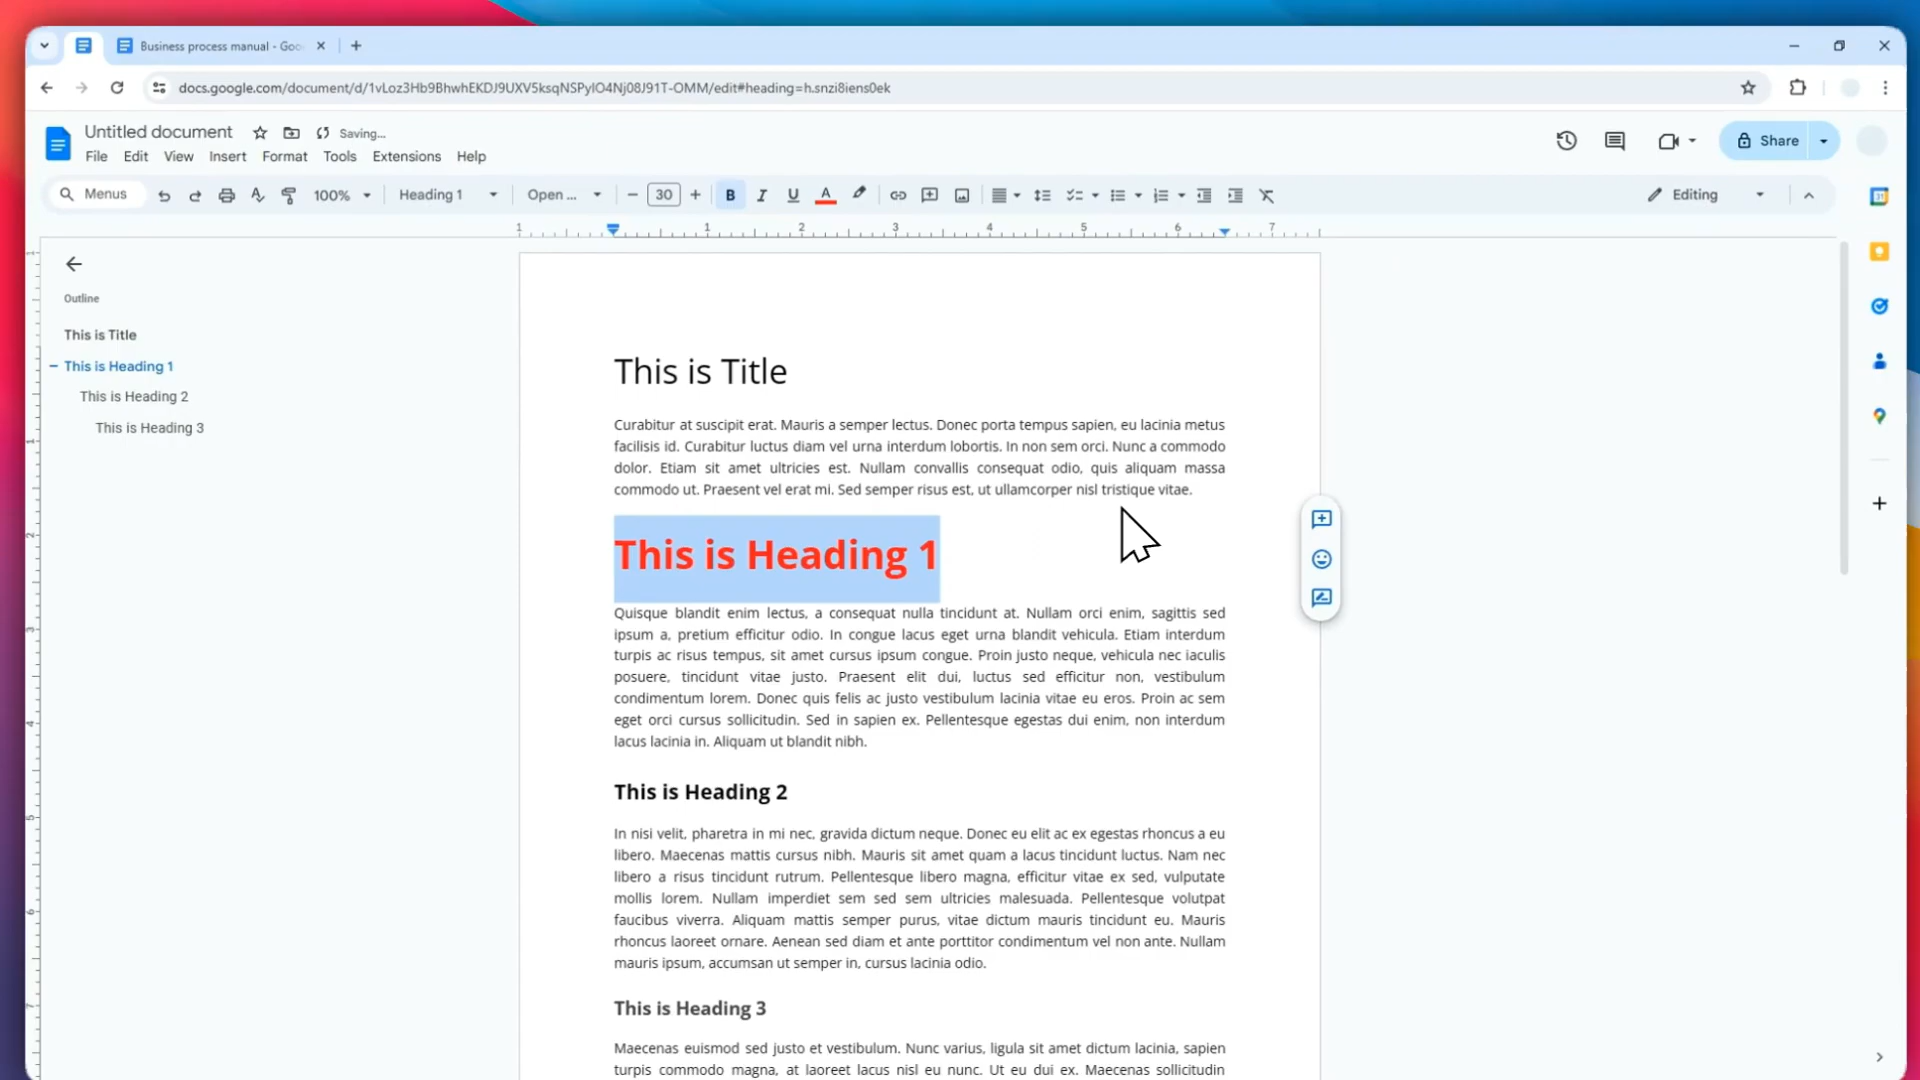 Business process manual - Goo
docs.google.com/document/d/1vLoz3Hb9BhwhEKDJ9UXV5ksqNSPyIO4Nj08J91T-OMM/edit#heading=h.snzi8iens0ek
Untitled document Saving...
File Edit View Insert Format Tools Extensions Help
Share
Menus 100% Heading 1 Open ... 30 B I U A Editing
1 1 2 3 4 5 6 7
Outline
This is Title
This is Heading 1
This is Heading 2
This is Heading 3
This is Title
Curabitur at suscipit erat. Mauris a semper lectus. Donec porta tempus sapien, eu lacinia metus
facilisis id. Curabitur luctus diam vel urna interdum lobortis. In non sem orci. Nunc a commodo
dolor. Etiam sit amet ultricies est. Nullam convallis consequat odio, quis aliquam massa
commodo ut. Praesent vel erat mi. Sed semper risus est, ut ullamcorper nisl tristique vitae.
This is Heading 1
Quisque blandit enim lectus, a consequat nulla tincidunt at. Nullam orci enim, sagittis sed
ipsum a, pretium efficitur odio. In congue lacus eget urna blandit vehicula. Etiam interdum
turpis ac risus tempus, sit amet cursus ipsum congue. Proin justo neque, vehicula nec iaculis
posuere, tincidunt vitae justo. Praesent elit dui, luctus sed efficitur non, vestibulum
condimentum lorem. Donec quis felis ac justo vestibulum lacinia vitae eu eros. Proin ac sem
eget orci cursus sollicitudin. Sed in sapien ex. Pellentesque egestas dui enim, non interdum
lacus lacinia in. Aliquam ut blandit nibh.
This is Heading 2
In nisi velit, pharetra in mi nec, gravida dictum neque. Donec eu elit ac ex egestas rhoncus a eu
libero. Maecenas mattis cursus nibh. Mauris sit amet quam a lacus tincidunt luctus. Nam nec
libero a risus tincidunt rutrum. Pellentesque libero magna, efficitur vitae ex sed, vulputate
mollis lorem. Nullam imperdiet sem sed sem ultricies malesuada. Pellentesque volutpat
faucibus viverra. Aliquam mattis semper purus, vitae dictum mauris tincidunt eu. Mauris
rhoncus laoreet ornare. Aenean sed diam et ante porttitor condimentum vel non ante. Nullam
mauris ipsum, accumsan ut semper in, cursus lacinia odio.
This is Heading 3
Maecenas euismod sed justo et vestibulum. Nunc varius, ligula sit amet dictum lacinia, sapien
turpis commodo magna, at laoreet lacus nisl eu nunc. Ut eu dui ex. Maecenas sollicitudin